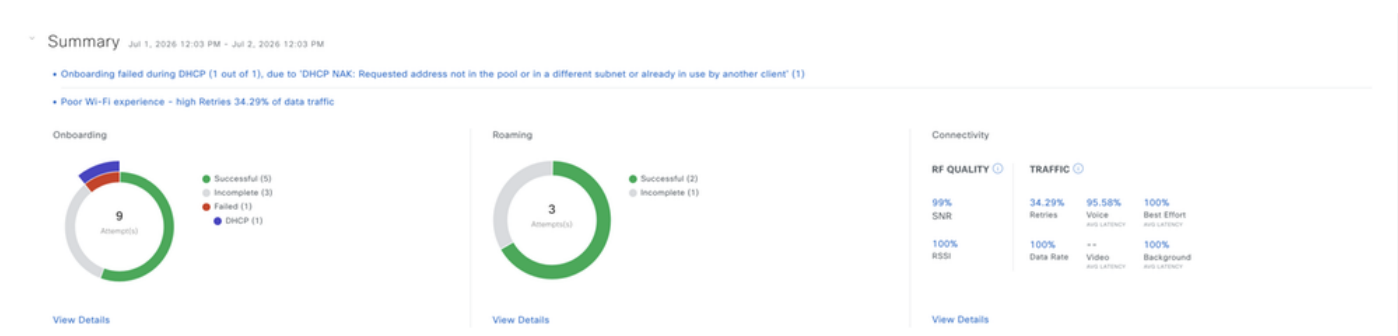 Summary Jul 1, 2026 12:03 PM - Jul 2, 2026 12:03 PM
• Onboarding failed during DHCP (1 out of 1), due to 'DHCP NAK: Requested address not in the pool or in a different subnet or already in use by another client' (1)
• Poor Wi-Fi experience - high Retries 34.29% of data traffic
Onboarding
9
Attempt(s)
Successful (5)
Incomplete (3)
Failed (1)
DHCP (1)
View Details
Roaming
3
Attempts(s)
Successful (2)
Incomplete (1)
View Details
Connectivity
RF QUALITY
99%
SNR
100%
RSSI
TRAFFIC
34.29% 95.58% 100%
Retries Voice Best Effort
AVG LATENCY AVG LATENCY
100% -- 100%
Data Rate Video Background
AVG LATENCY AVG LATENCY
View Details